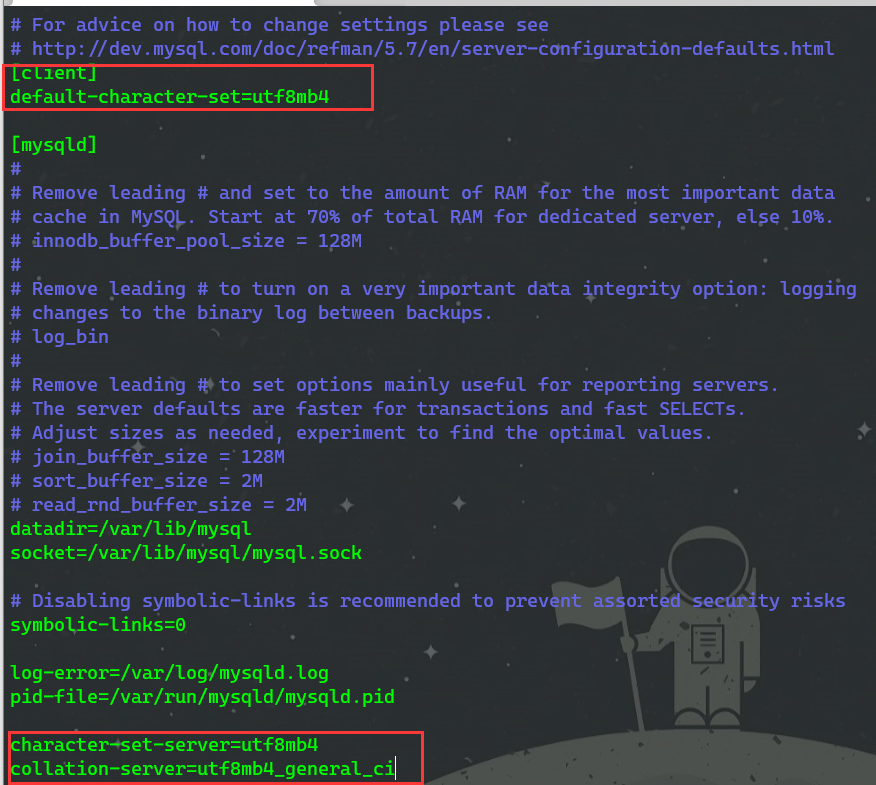 # For advice on how to change settings please see
# http://dev.mysql.com/doc/refman/5.7/en/server-configuration-defaults.html
[client]
default-character-set=utf8mb4
[mysqld]
#
# Remove leading # and set to the amount of RAM for the most important data
# cache in MySQL. Start at 70% of total RAM for dedicated server, else 10%.
# innodb_buffer_pool_size = 128M
#
# Remove leading # to turn on a very important data integrity option: logging
# changes to the binary log between backups.
# log_bin
#
# Remove leading # to set options mainly useful for reporting servers.
# The server defaults are faster for transactions and fast SELECTs.
# Adjust sizes as needed, experiment to find the optimal values.
# join_buffer_size = 128M
# sort_buffer_size = 2M
# read_rnd_buffer_size = 2M
datadir=/var/lib/mysql
socket=/var/lib/mysql/mysql.sock
# Disabling symbolic-links is recommended to prevent assorted security risks
symbolic-links=0
log-error=/var/log/mysqld.log
pid-file=/var/run/mysqld/mysqld.pid
character-set-server=utf8mb4
collation-server=utf8mb4_general_ci